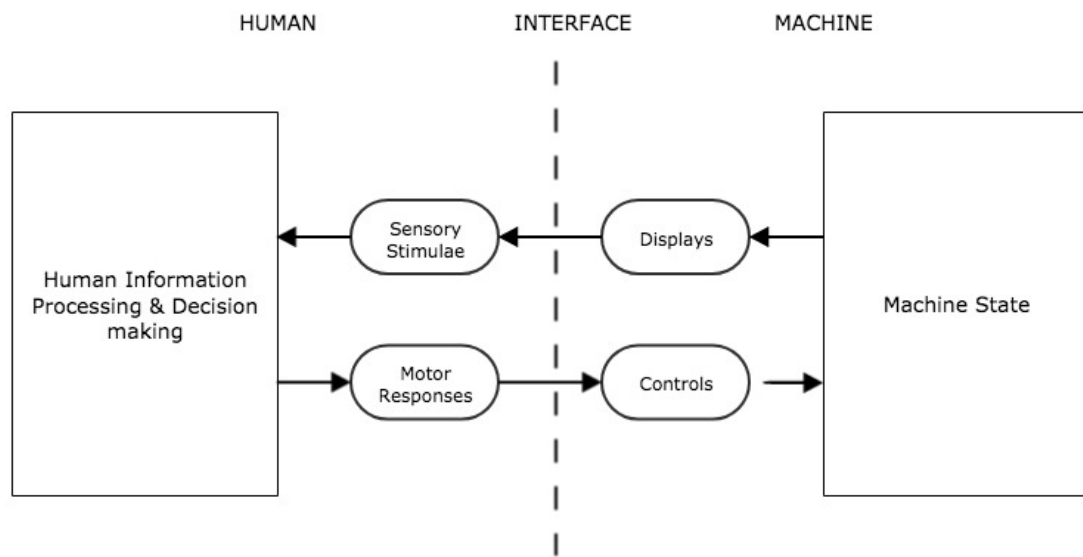 HUMAN
INTERFACE
MACHINE
Sensory
Stimulae
Displays
Human Information
Processing & Decision
making
Machine State
Motor
Responses
Controls